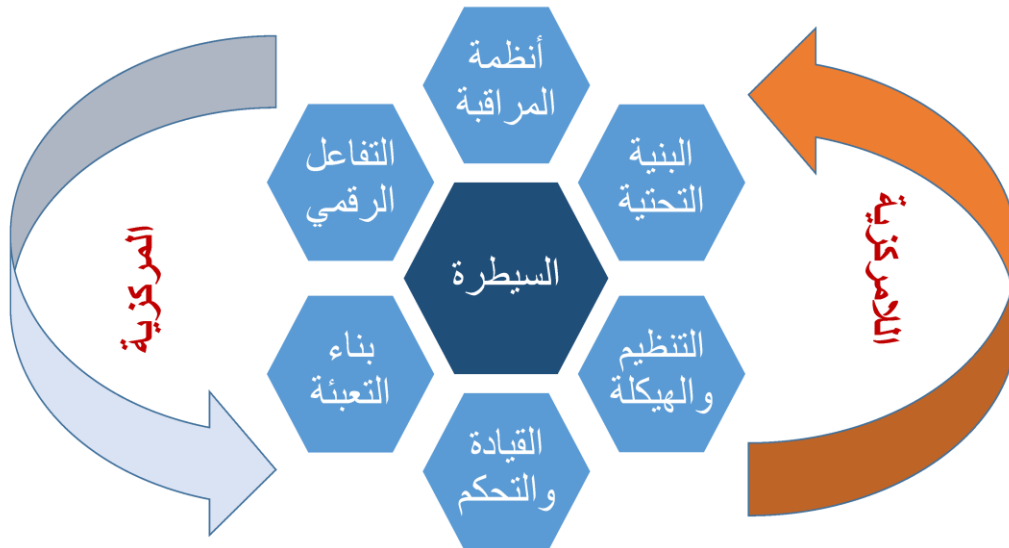 أنظمة
المراقبة
البنية
التحتية
التفاعل
الرقمي
السيطرة
التنظيم
والهيكلة
بناء
التعبئة
القيادة
والتحكم
اللامركزية
المركزية